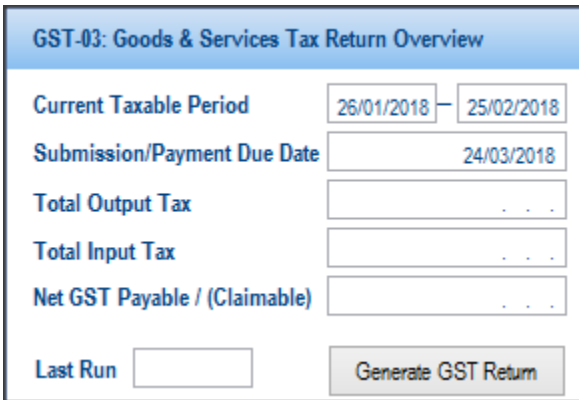 GST-03: Goods & Services Tax Return Overview
Current Taxable Period 26/01/2018 – 25/02/2018
Submission/Payment Due Date 24/03/2018
Total Output Tax . . .
Total Input Tax . . .
Net GST Payable / (Claimable) . . .
Last Run Generate GST Return